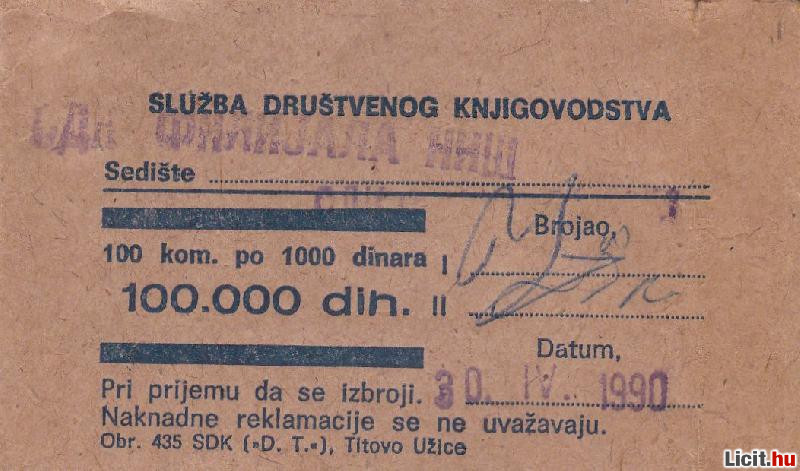 SLUŽBA DRUŠTVENOG KNJIGOVODSTVA
Sedište
Brojao,
100 kom. po 1000 dinara I
100.000 din. II
Datum,
Pri prijemu da se izbroji. 30. IV. 1990
Naknadne reklamacije se ne uvažavaju.
Obr. 435 SDK (»D. T.«), Titovo Užice
Licit.hu